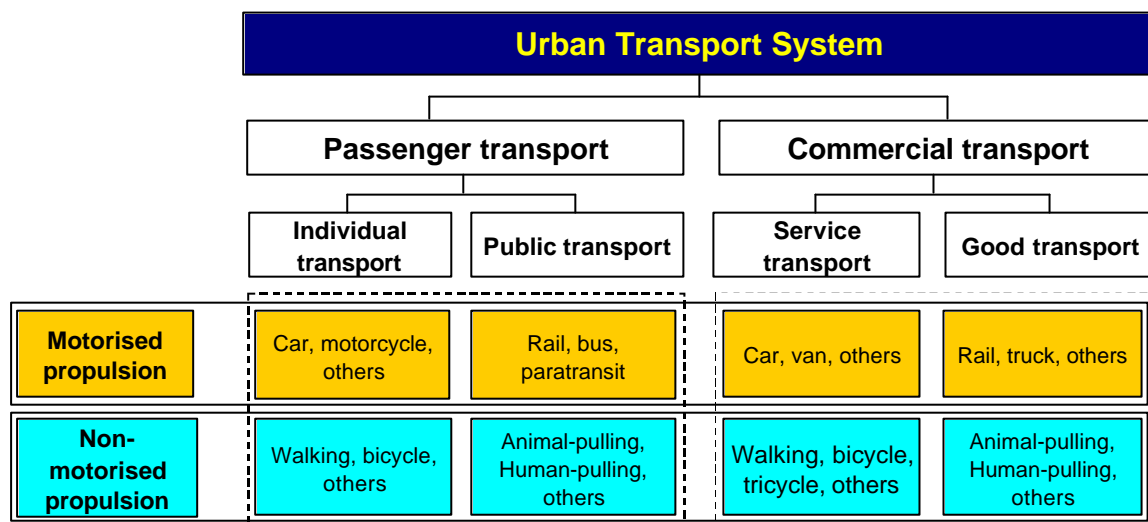 Urban Transport System
Passenger transport
Commercial transport
Individual
transport
Public transport
Service
transport
Good transport
Motorised
propulsion
Car, motorcycle,
others
Rail, bus,
paratransit
Car, van, others
Rail, truck, others
Non-
motorised
propulsion
Walking, bicycle,
others
Animal-pulling,
Human-pulling,
others
Walking, bicycle,
tricycle, others
Animal-pulling,
Human-pulling,
others